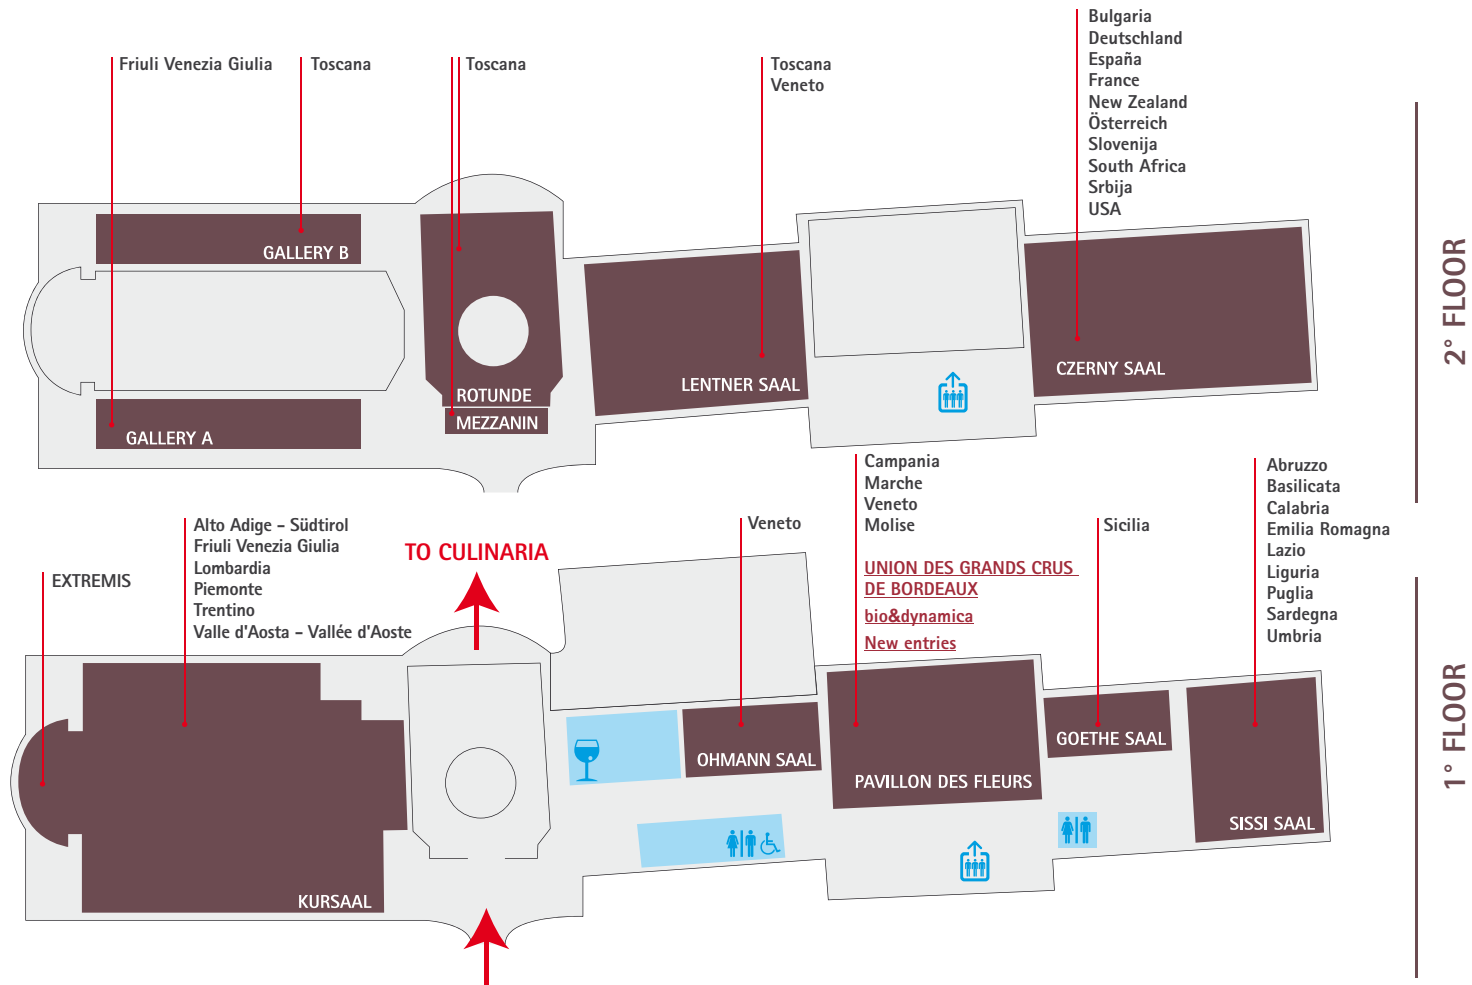 Friuli Venezia Giulia
Toscana
Toscana
Toscana
Veneto
Bulgaria
Deutschland
España
France
New Zealand
Österreich
Slovenija
South Africa
Srbija
USA
GALLERY B
GALLERY A
ROTUNDE
MEZZANIN
LENTNER SAAL
CZERNY SAAL
2° FLOOR
EXTREMIS
Alto Adige - Südtirol
Friuli Venezia Giulia
Lombardia
Piemonte
Trentino
Valle d'Aosta - Vallée d'Aoste
TO CULINARIA
Veneto
Campania
Marche
Veneto
Molise
UNION DES GRANDS CRUS
DE BORDEAUX
bio&dynamica
New entries
Sicilia
Abruzzo
Basilicata
Calabria
Emilia Romagna
Lazio
Liguria
Puglia
Sardegna
Umbria
KURSAAL
OHMANN SAAL
PAVILLON DES FLEURS
GOETHE SAAL
SISSI SAAL
1° FLOOR